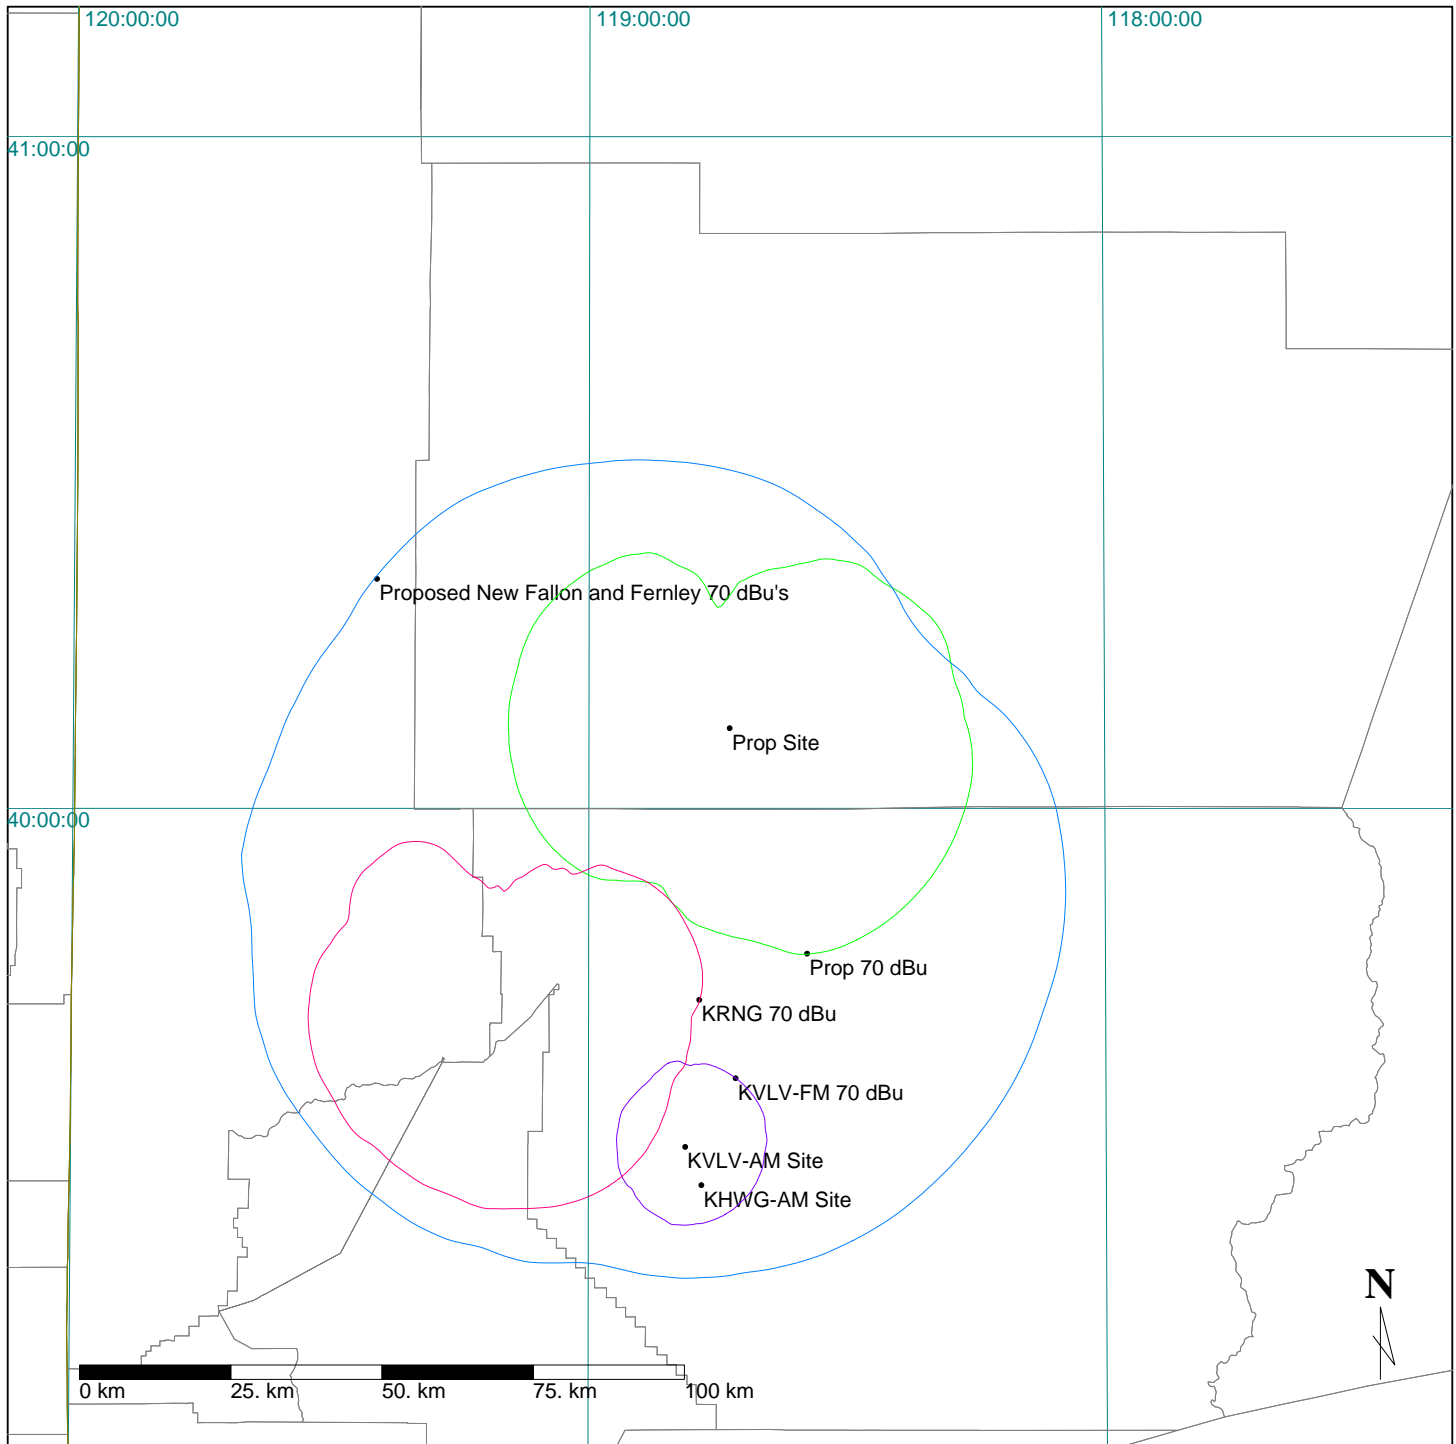 120:00:00
119:00:00
118:00:00
41:00:00
Proposed New Fallon and Fernley 70 dBu's
Prop Site
40:00:00
Prop 70 dBu
KRNG 70 dBu
KVLV-FM 70 dBu
KVLV-AM Site
KHWG-AM Site
N
0 km
25. km
50. km
75. km
100 km